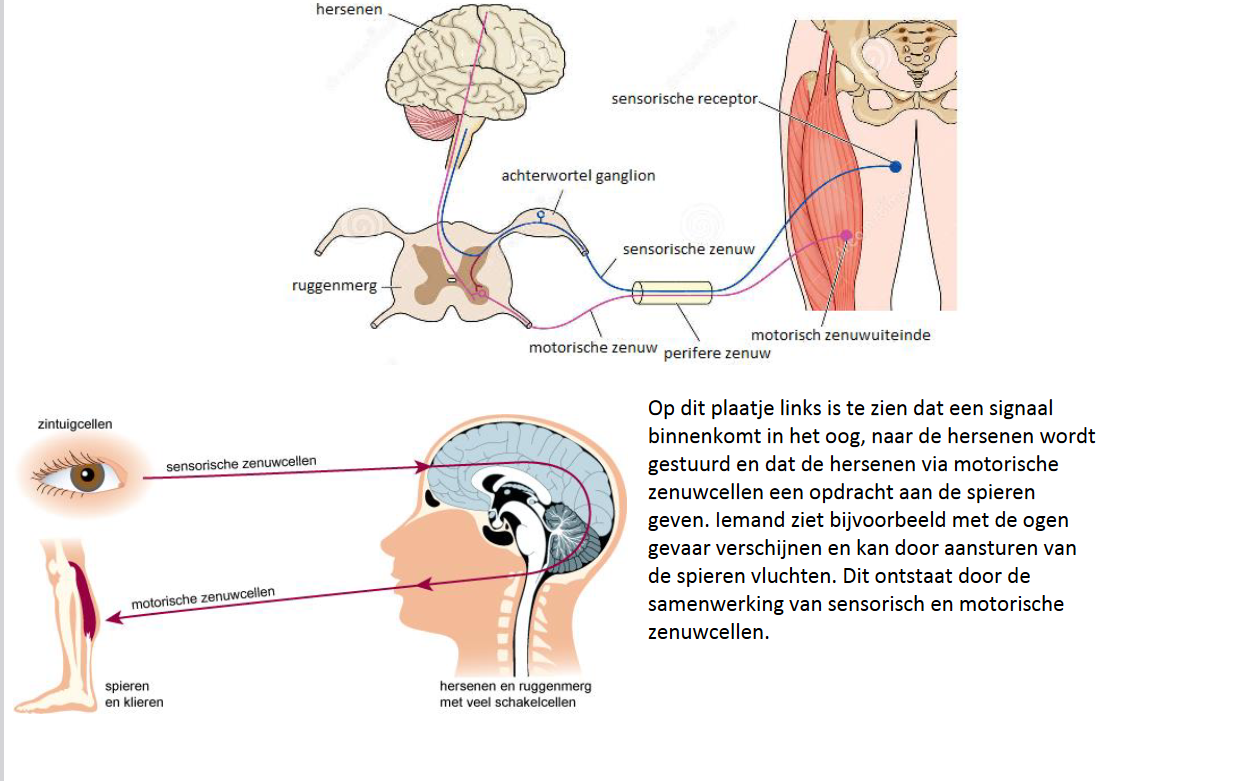 hersenen
sensorische receptor
achterwortel ganglion
sensorische zenuw
ruggenmerg
motorisch zenuwuiteinde
motorische zenuw
perifere zenuw
zintuigcellen
sensorische zenuwcellen
motorische zenuwcellen
spieren
en klieren
hersenen en ruggenmerg
met veel schakelcellen
Op dit plaatje links is te zien dat een signaal
binnenkomt in het oog, naar de hersenen wordt
gestuurd en dat de hersenen via motorische
zenuwcellen een opdracht aan de spieren
geven. Iemand ziet bijvoorbeeld met de ogen
gevaar verschijnen en kan door aansturen van
de spieren vluchten. Dit ontstaat door de
samenwerking van sensorisch en motorische
zenuwcellen.